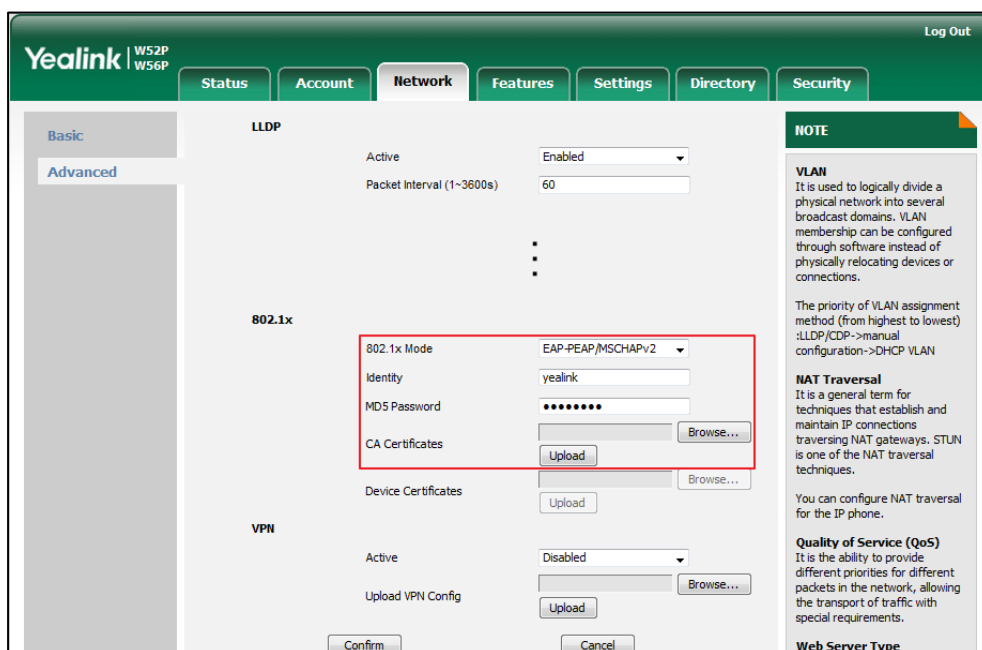 Log Out
Yealink | W52P W56P
Status Account Network Features Settings Directory Security
Basic
Advanced
LLDP
Active Enabled
Packet Interval (1~3600s) 60
802.1x
802.1x Mode EAP-PEAP/MSCHAPv2
Identity yealink
MD5 Password ••••••••
CA Certificates Browse...
Upload
Device Certificates Browse...
Upload
VPN
Active Disabled
Upload VPN Config Browse...
Upload
Confirm Cancel
NOTE
VLAN
It is used to logically divide a
physical network into several
broadcast domains. VLAN
membership can be configured
through software instead of
physically relocating devices or
connections.
The priority of VLAN assignment
method (from highest to lowest)
:LLDP/CDP->manual
configuration->DHCP VLAN
NAT Traversal
It is a general term for
techniques that establish and
maintain IP connections
traversing NAT gateways. STUN
is one of the NAT traversal
techniques.
You can configure NAT traversal
for the IP phone.
Quality of Service (QoS)
It is the ability to provide
different priorities for different
packets in the network, allowing
the transport of traffic with
special requirements.
Web Server Type